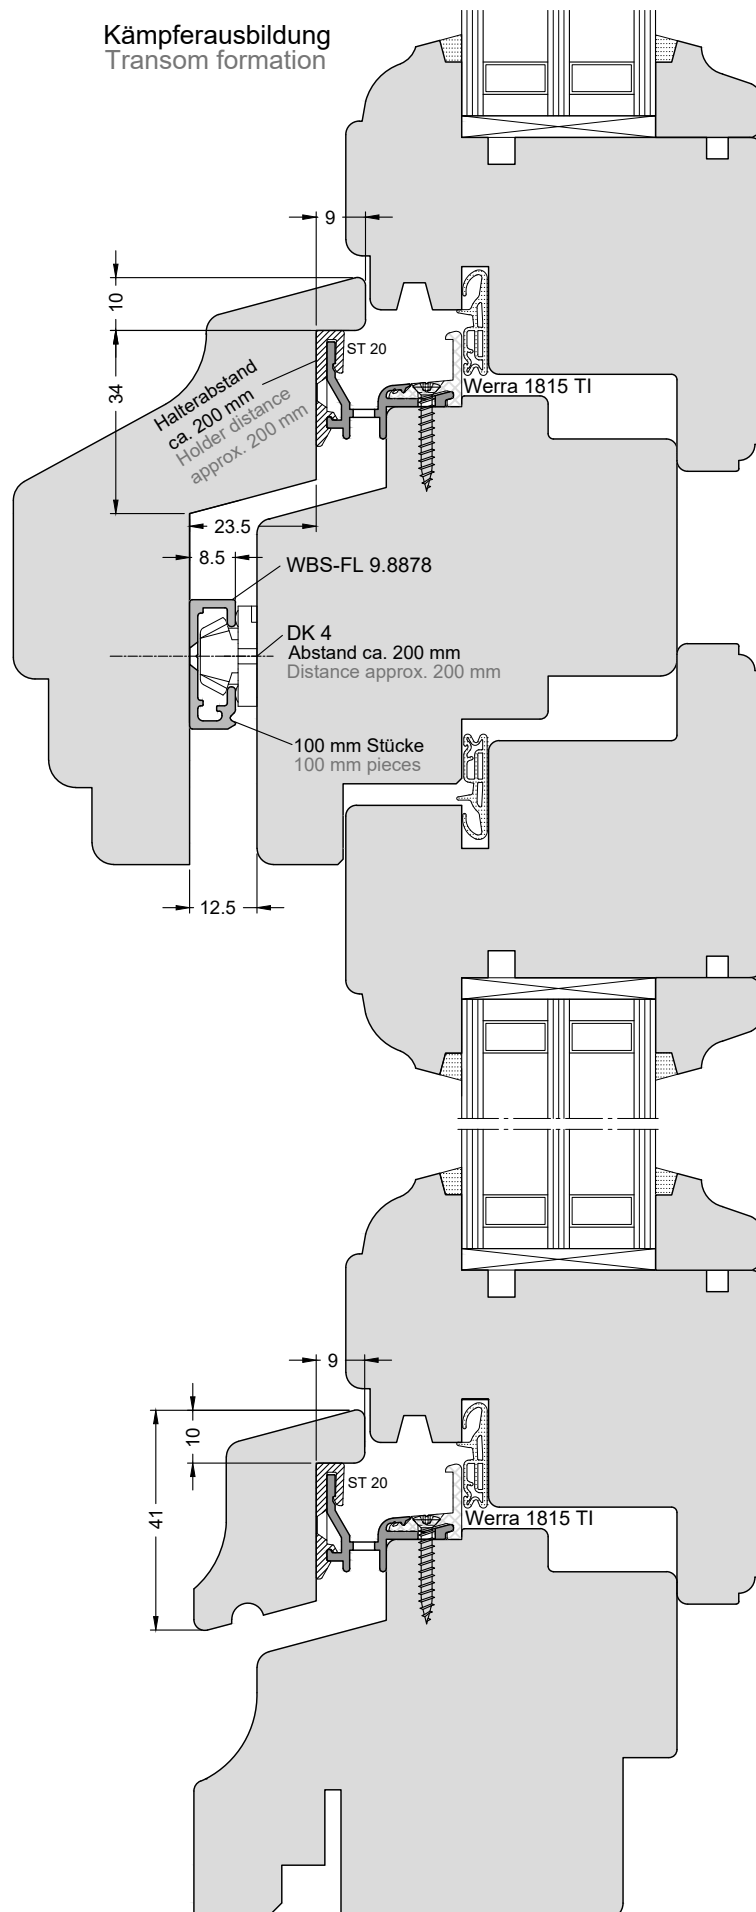 Kämpferausbildung
Transom formation
9
10
34
ST 20
Halterabstand
ca. 200 mm
Holder distance
approx. 200 mm
Werra 1815 TI
23.5
8.5
WBS-FL 9.8878
DK 4
Abstand ca. 200 mm
Distance approx. 200 mm
100 mm Stücke
100 mm pieces
12.5
9
10
41
ST 20
Werra 1815 TI